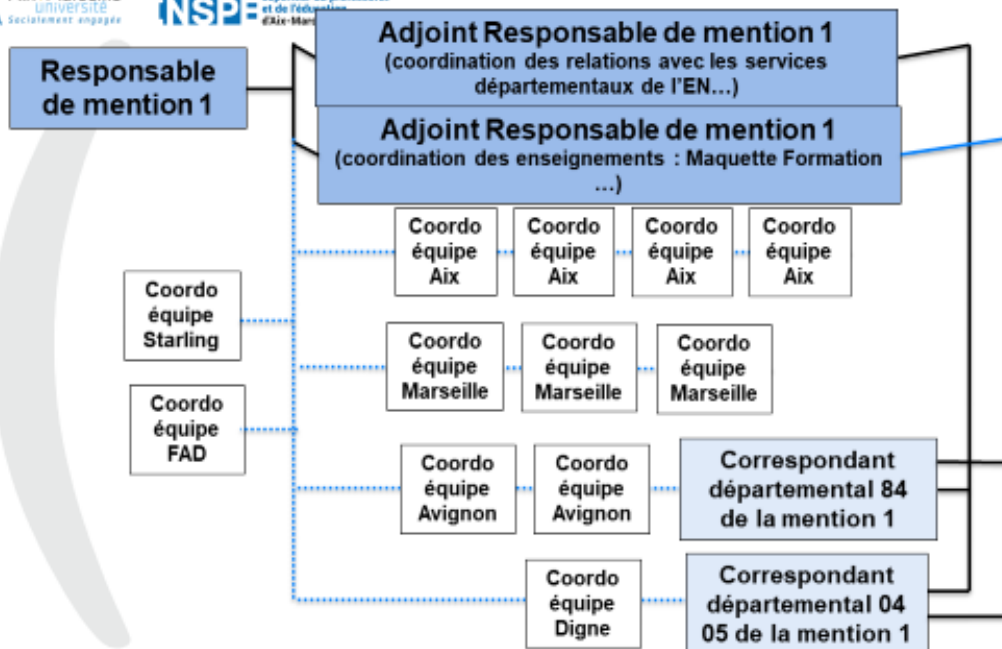 université
Socialement engagée
INSPE
et de l'éducation
Responsable
de mention 1
Adjoint Responsable de mention 1
(coordination des relations avec les services
départementaux de l'EN...)
Adjoint Responsable de mention 1
(coordination des enseignements : Maquette Formation
...)
Coordo
équipe
Aix
Coordo
équipe
Aix
Coordo
équipe
Aix
Coordo
équipe
Aix
Coordo
équipe
Starling
Coordo
équipe
Marseille
Coordo
équipe
Marseille
Coordo
équipe
Marseille
Coordo
équipe
FAD
Coordo
équipe
Avignon
Coordo
équipe
Avignon
Correspondant
départemental 84
de la mention 1
Coordo
équipe
Digne
Correspondant
départemental 04
05 de la mention 1